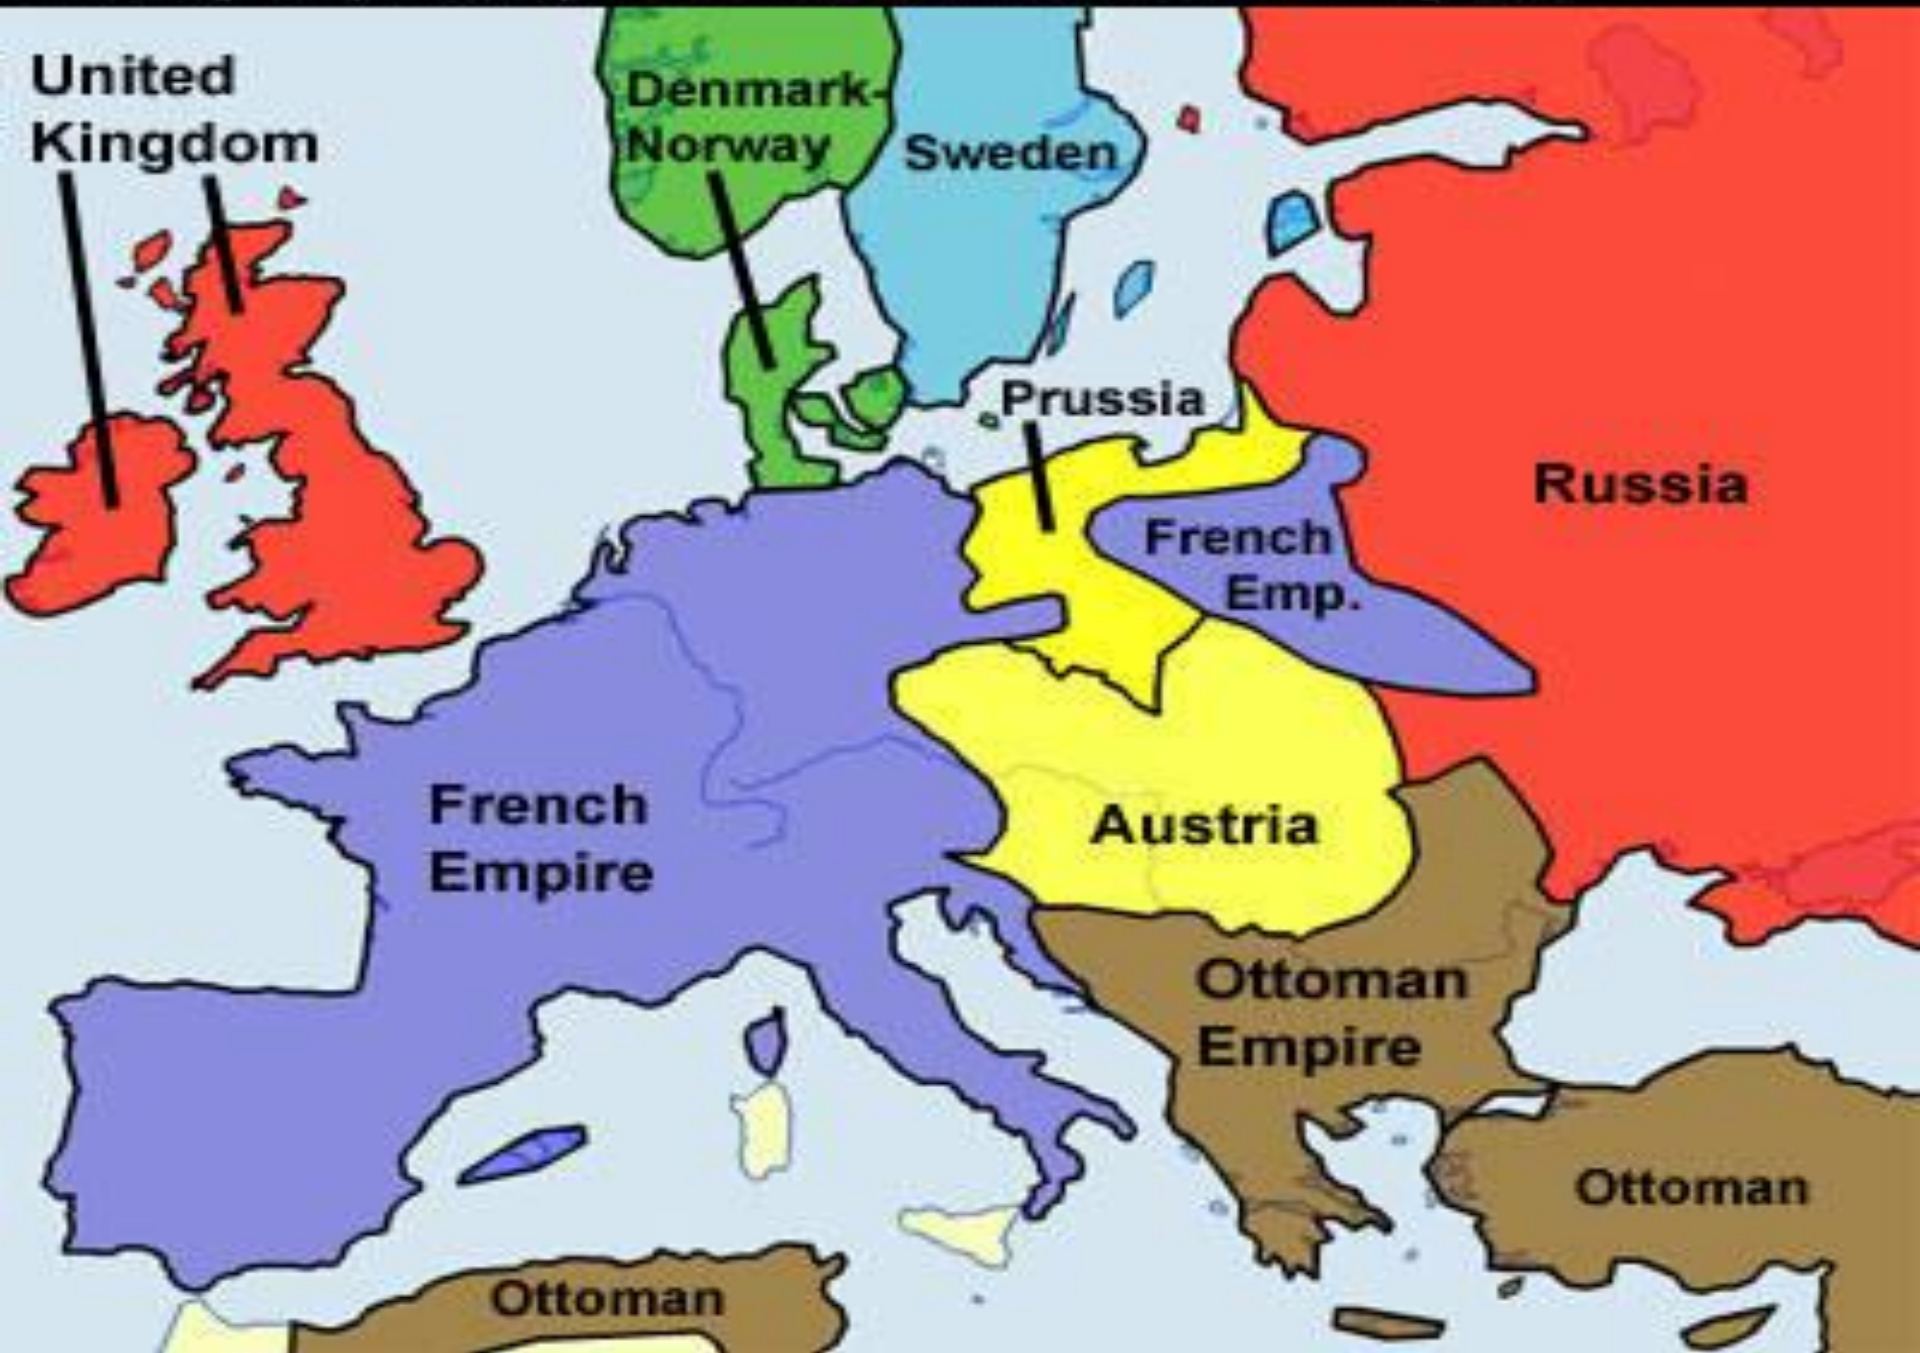 United
Kingdom
Denmark-
Norway
Sweden
Prussia
French
Emp.
Russia
French
Empire
Austria
Ottoman
Empire
Ottoman
Ottoman